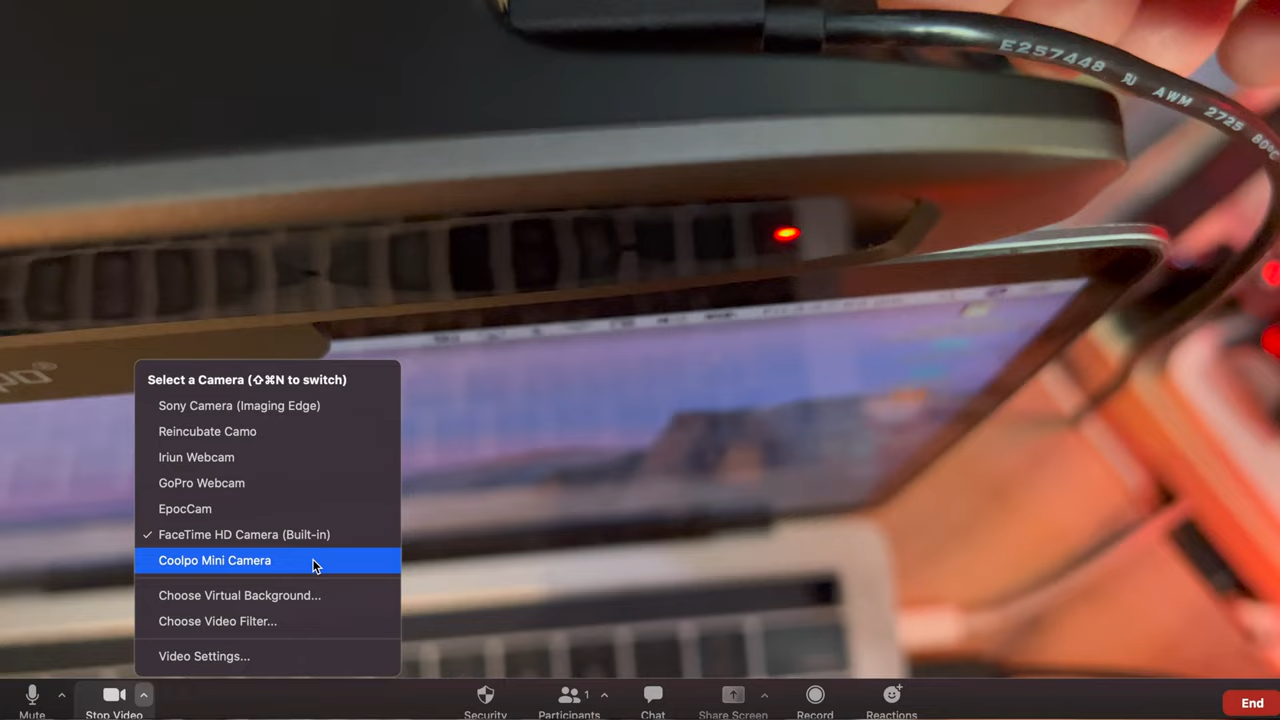 E257448 AWM 2725 80°C
po®
Select a Camera (⇧⌘N to switch)
Sony Camera (Imaging Edge)
Reincubate Camo
Iriun Webcam
GoPro Webcam
EpocCam
✓ FaceTime HD Camera (Built-in)
Coolpo Mini Camera
Choose Virtual Background...
Choose Video Filter...
Video Settings...
Mute
Stop Video
Security
Participants 1
Chat
Share Screen
Record
Reactions
End